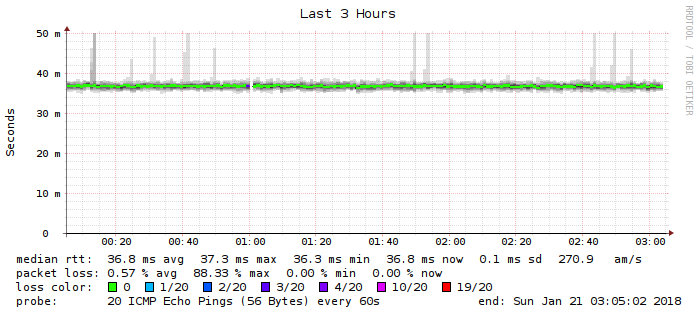 Last 3 Hours
RRDTOOL / TOBI OETIKER
Seconds
50 m
40 m
30 m
20 m
10 m
0
00:20 00:40 01:00 01:20 01:40 02:00 02:20 02:40 03:00
median rtt: 36.8 ms avg 37.3 ms max 36.3 ms min 36.8 ms now 0.1 ms sd 270.9 am/s
packet loss: 0.57 % avg 88.33 % max 0.00 % min 0.00 % now
loss color: 0 1/20 2/20 3/20 4/20 10/20 19/20
probe: 20 ICMP Echo Pings (56 Bytes) every 60s end: Sun Jan 21 03:05:02 2018